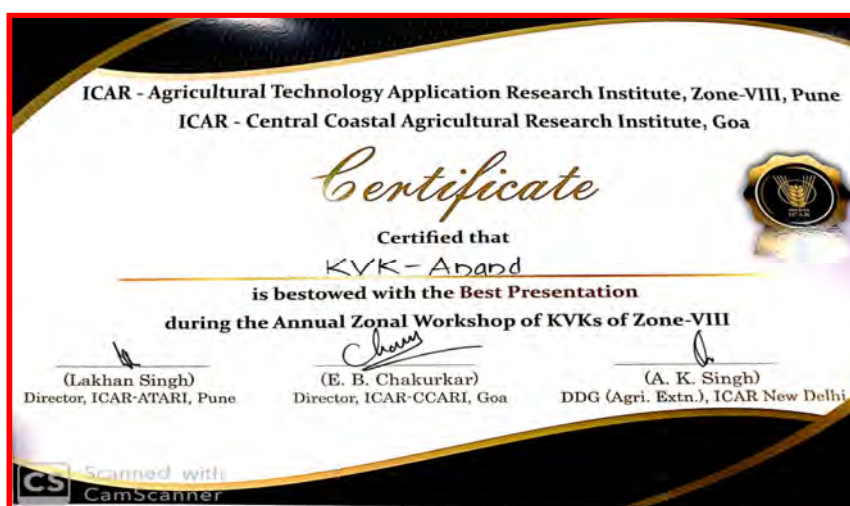 ICAR - Agricultural Technology Application Research Institute, Zone-VIII, Pune
ICAR - Central Coastal Agricultural Research Institute, Goa
Certificate
Certified that
KVK-Anand
is bestowed with the Best Presentation
during the Annual Zonal Workshop of KVKs of Zone-VIII
(Lakhan Singh)
Director, ICAR-ATARI, Pune
(E. B. Chakurkar)
Director, ICAR-CCARI, Goa
(A. K. Singh)
DDG (Agri. Extn.), ICAR New Delhi
ICAR
CS Scanned with
CamScanner